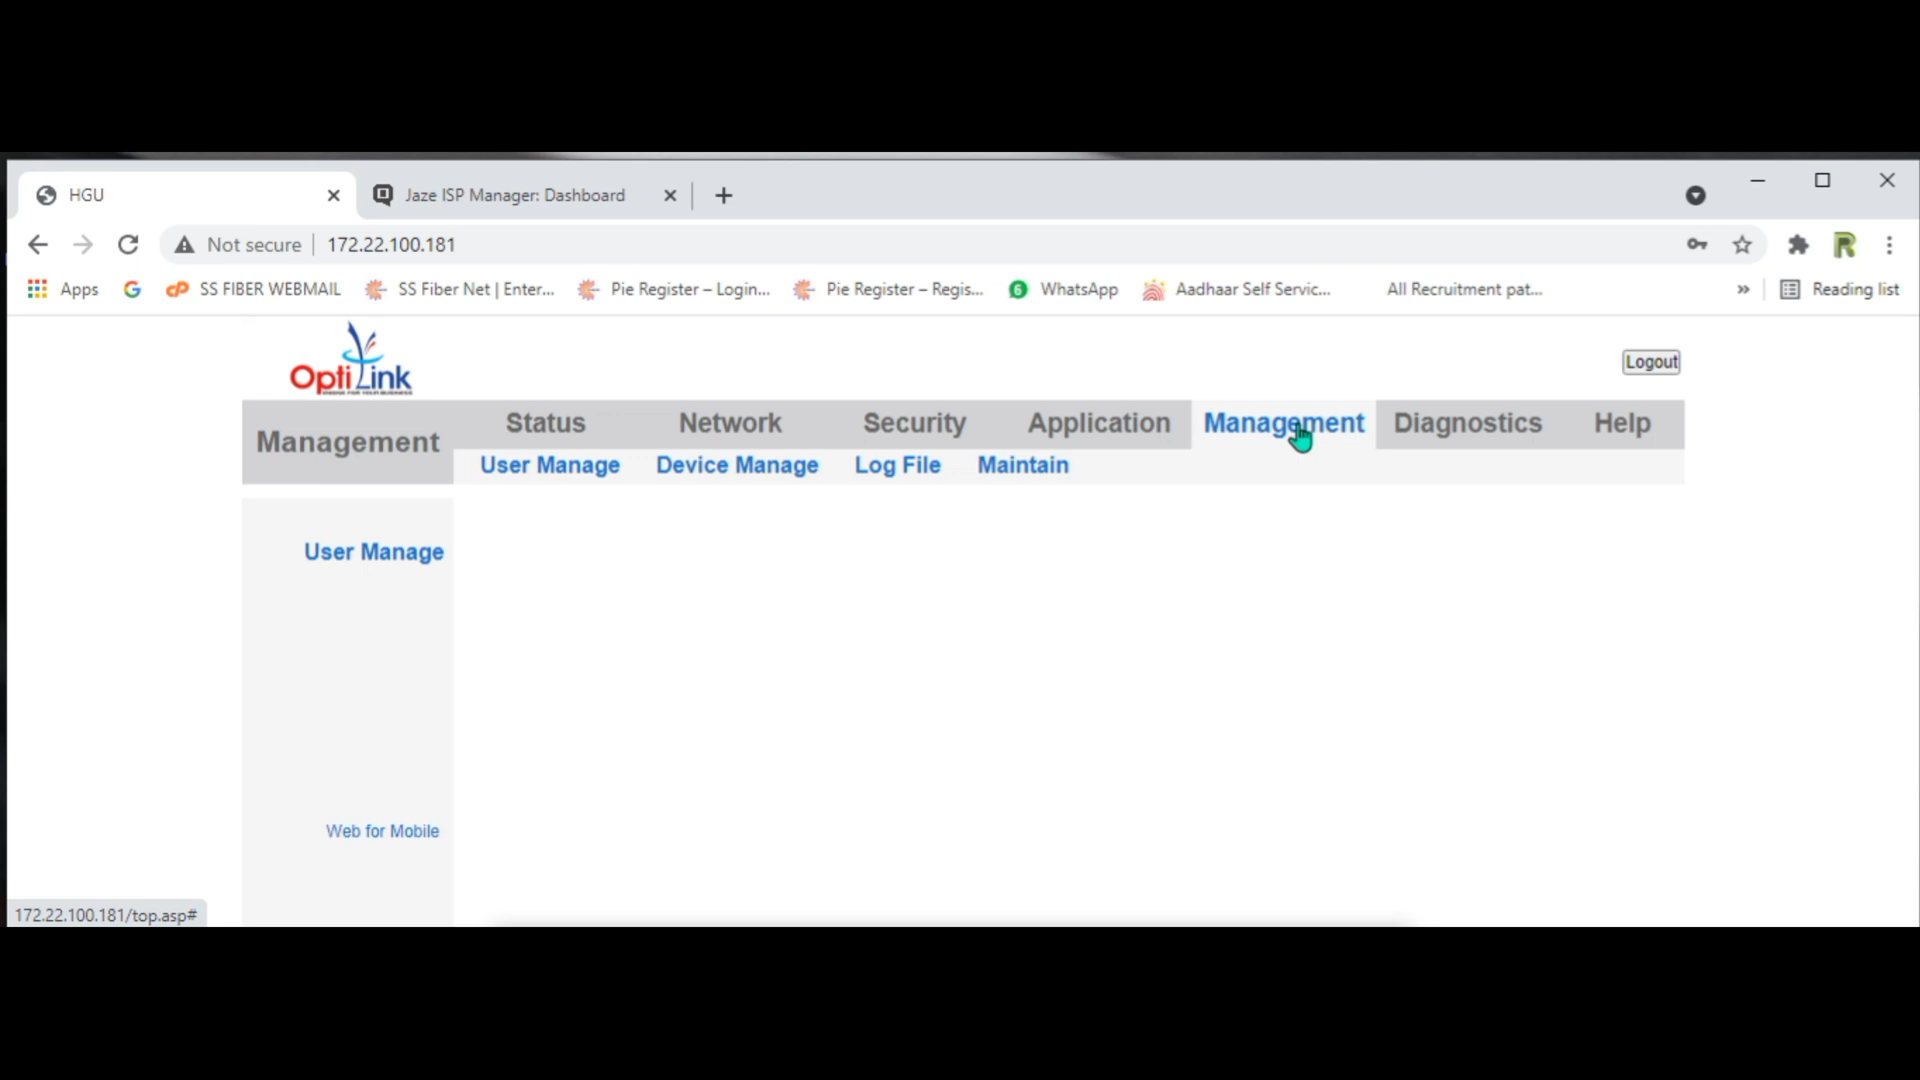 HGU
Jaze ISP Manager: Dashboard
Not secure 172.22.100.181
Apps SS FIBER WEBMAIL SS Fiber Net | Enter... Pie Register – Login... Pie Register – Regis... WhatsApp Aadhaar Self Servic... All Recruitment pat... » Reading list
OptiLink
Logout
Management Status Network Security Application Management Diagnostics Help
User Manage Device Manage Log File Maintain
User Manage
Web for Mobile
172.22.100.181/top.asp#